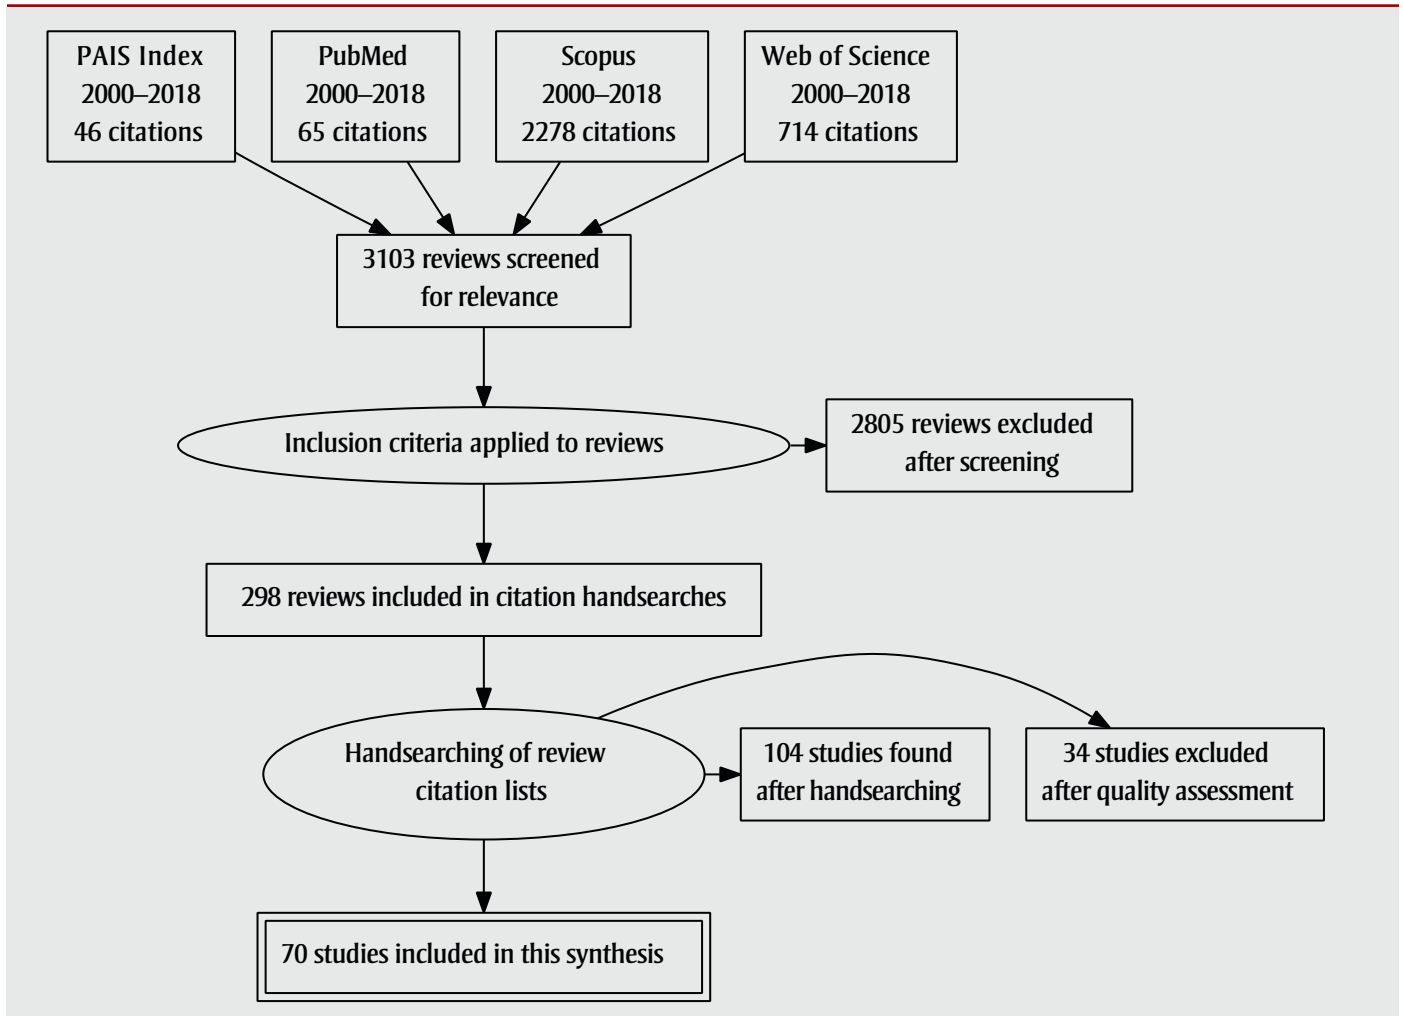 PAIS Index
2000–2018
46 citations
PubMed
2000–2018
65 citations
Scopus
2000–2018
2278 citations
Web of Science
2000–2018
714 citations
3103 reviews screened
for relevance
Inclusion criteria applied to reviews
2805 reviews excluded
after screening
298 reviews included in citation handsearches
Handsearching of review
citation lists
104 studies found
after handsearching
34 studies excluded
after quality assessment
70 studies included in this synthesis